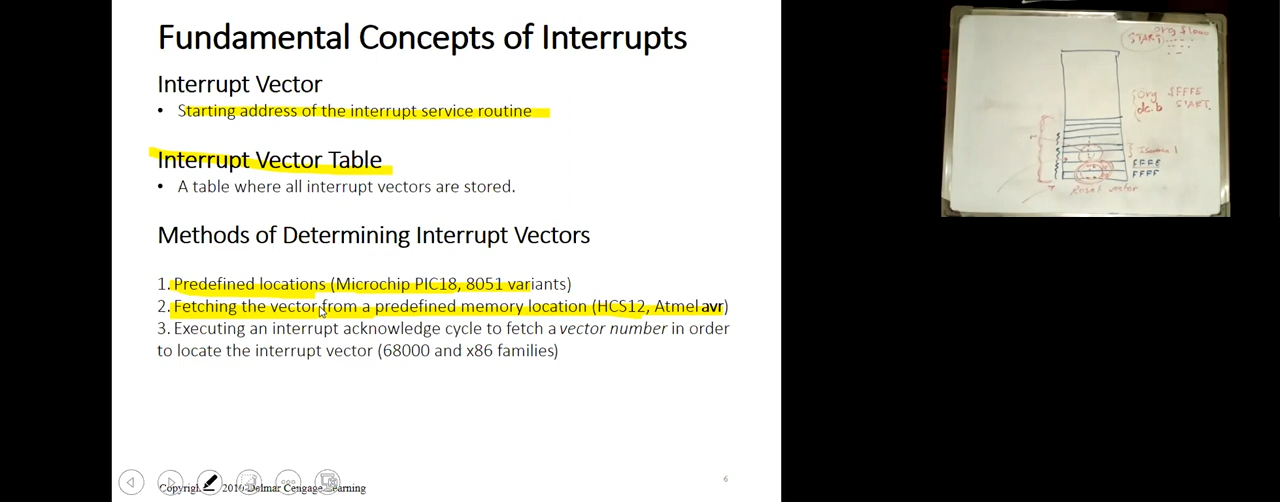 Fundamental Concepts of Interrupts
Interrupt Vector
• Starting address of the interrupt service routine
Interrupt Vector Table
• A table where all interrupt vectors are stored.
Methods of Determining Interrupt Vectors
1. Predefined locations (Microchip PIC18, 8051 variants)
2. Fetching the vector from a predefined memory location (HCS12, Atmel avr)
3. Executing an interrupt acknowledge cycle to fetch a vector number in order
to locate the interrupt vector (68000 and x86 families)
2010 Delmar Cengage Learning
6
org $1000
START
org $FFFE
dc.b START
FFFE
FFFF
Reset vector